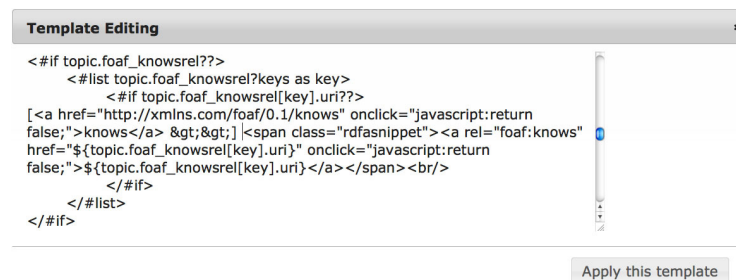 Template Editing
<#if topic.foaf_knowsrel??>
<#list topic.foaf_knowsrel?keys as key>
<#if topic.foaf_knowsrel[key].uri??>
[<a href="http://xmlns.com/foaf/0.1/knows" onclick="javascript:return
false;">knows</a> &gt;&gt;] <span class="rdfasnippet"><a rel="foaf:knows"
href="${topic.foaf_knowsrel[key].uri}" onclick="javascript:return
false;">${topic.foaf_knowsrel[key].uri}</a></span><br/>
</#if>
</#list>
</#if>
Apply this template